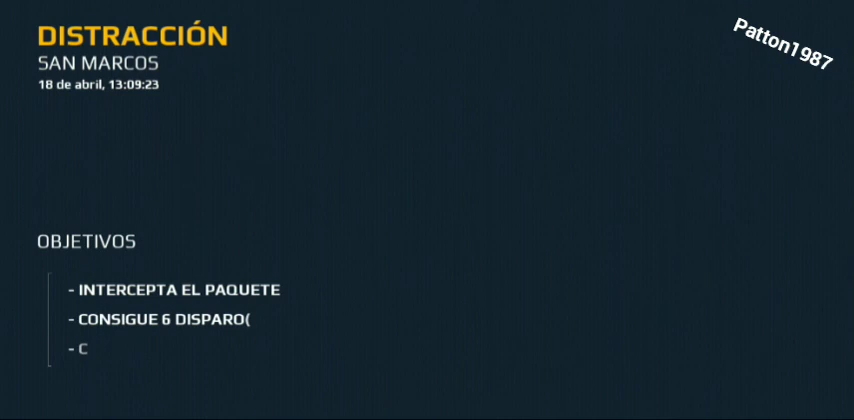 DISTRACCIÓN
Patton1987
SAN MARCOS
18 de abril, 13:09:23
OBJETIVOS
- INTERCEPTA EL PAQUETE
- CONSIGUE 6 DISPARO(
- C